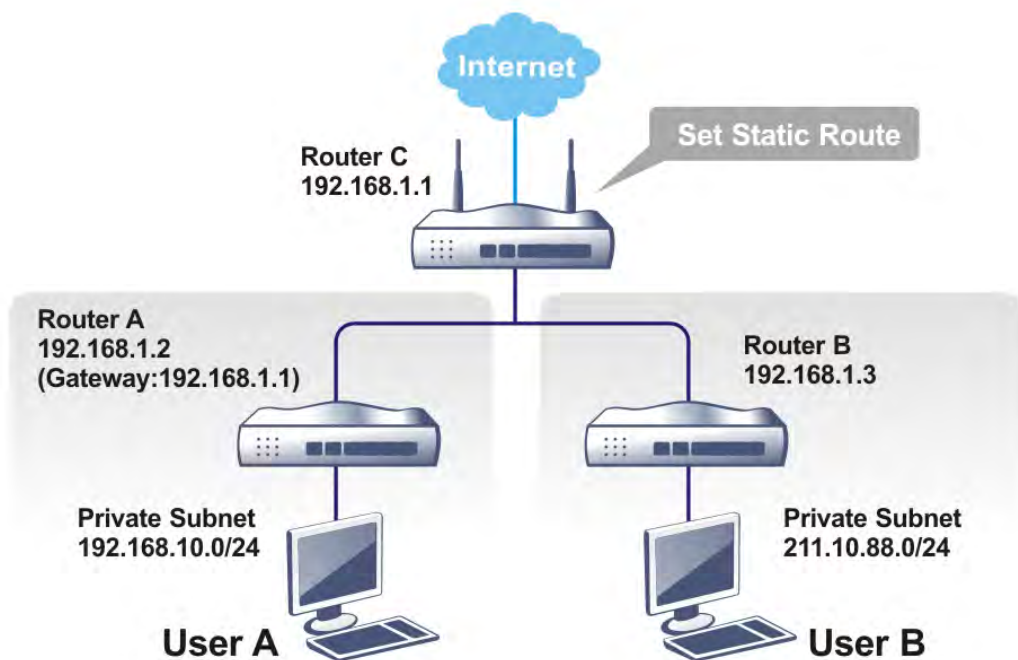 Internet
Set Static Route
Router C
192.168.1.1
Router A
192.168.1.2
(Gateway:192.168.1.1)
Router B
192.168.1.3
Private Subnet
192.168.10.0/24
Private Subnet
211.10.88.0/24
User A
User B